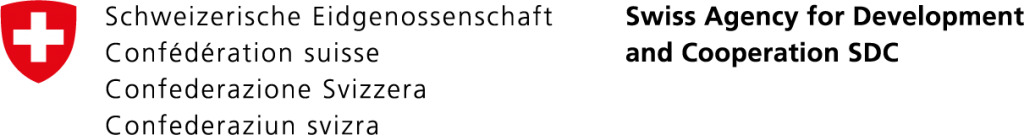 Schweizerische Eidgenossenschaft
Confédération suisse
Confederazione Svizzera
Confederaziun svizra
Swiss Agency for Development
and Cooperation SDC